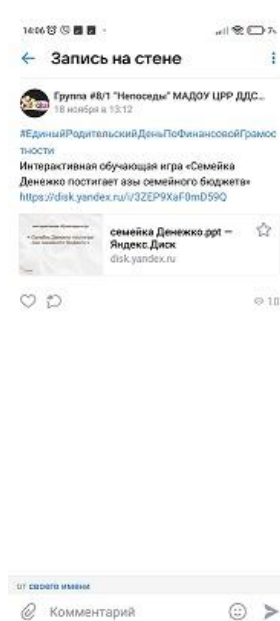 14:06
Запись на стене
Группа #8/1 "Непоседы" МАДОУ ЦРР ДДС...
18 ноября в 13:12
#ЕдиныйРодительскийДеньПоФинансовойГрамос
тности
Интерактивная обучающая игра «Семейка
Денежко постигает азы семейного бюджета»
https://disk.yandex.ru/i/3ZEP9XaF0mD59Q
семейка Денежко.ppt —
Яндекс.Диск
disk.yandex.ru
10
от своего имени
Комментарий